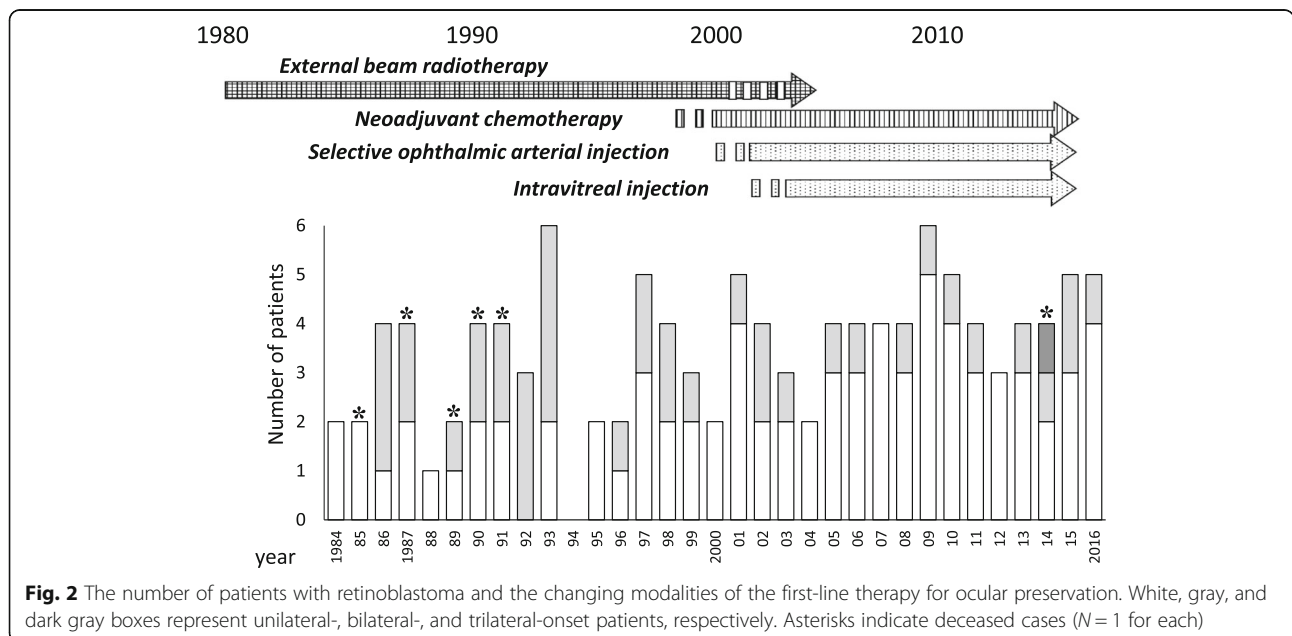 1980 1990 2000 2010
External beam radiotherapy
Neoadjuvant chemotherapy
Selective ophthalmic arterial injection
Intravitreal injection
Number of patients
6
5
4
3
2
1
0
* * * * * *
1984 85 86 1987 88 89 90 91 92 93 94 95 96 97 98 99 2000 01 02 03 04 05 06 07 08 09 10 11 12 13 14 15 2016
year
Fig. 2 The number of patients with retinoblastoma and the changing modalities of the first-line therapy for ocular preservation. White, gray, and
dark gray boxes represent unilateral-, bilateral-, and trilateral-onset patients, respectively. Asterisks indicate deceased cases (N = 1 for each)